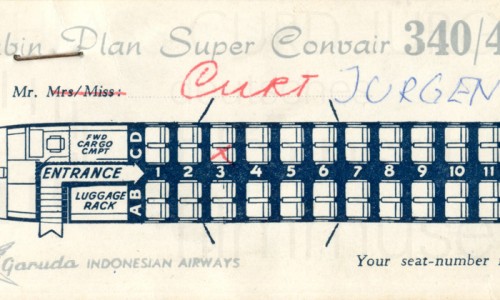 bin Plan Super Convair 340/4
Mr. Mrs/Miss: CURT JURGEN
FWD
CARGO
CMPT
C D
ENTRANCE
1 2 3 4 5 6 7 8 9 10 11
LUGGAGE
RACK
A B
Garuda INDONESIAN AIRWAYS
Your seat-number